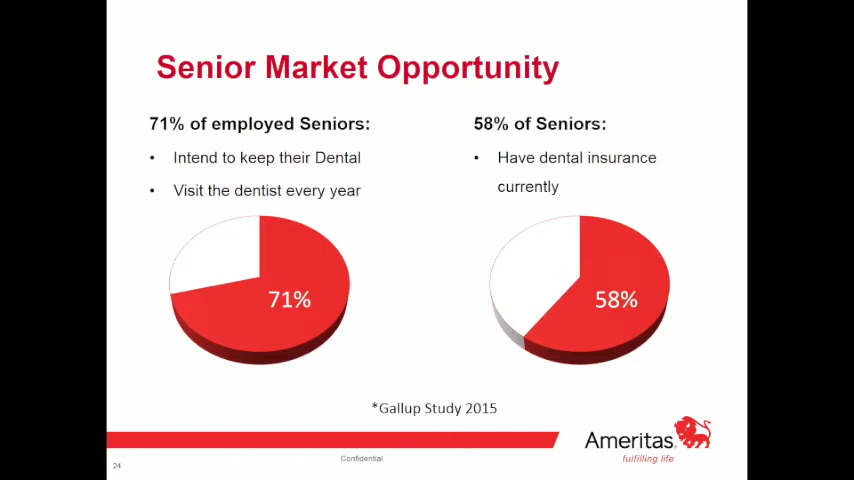 Senior Market Opportunity
71% of employed Seniors:
• Intend to keep their Dental
• Visit the dentist every year
58% of Seniors:
• Have dental insurance
currently
71%
58%
*Gallup Study 2015
Ameritas
fulfilling life
Confidential
24